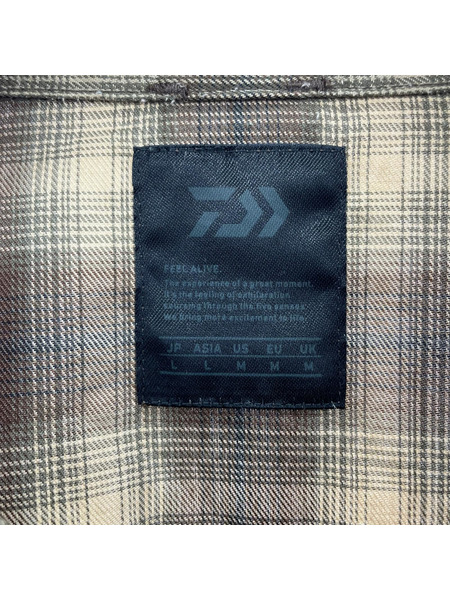 FEEL ALIVE.
The experience of a great moment.
It's the feeling of exhilaration
coursing through the five senses.
We bring more excitement to life.
JP ASIA US EU UK
L L M M M